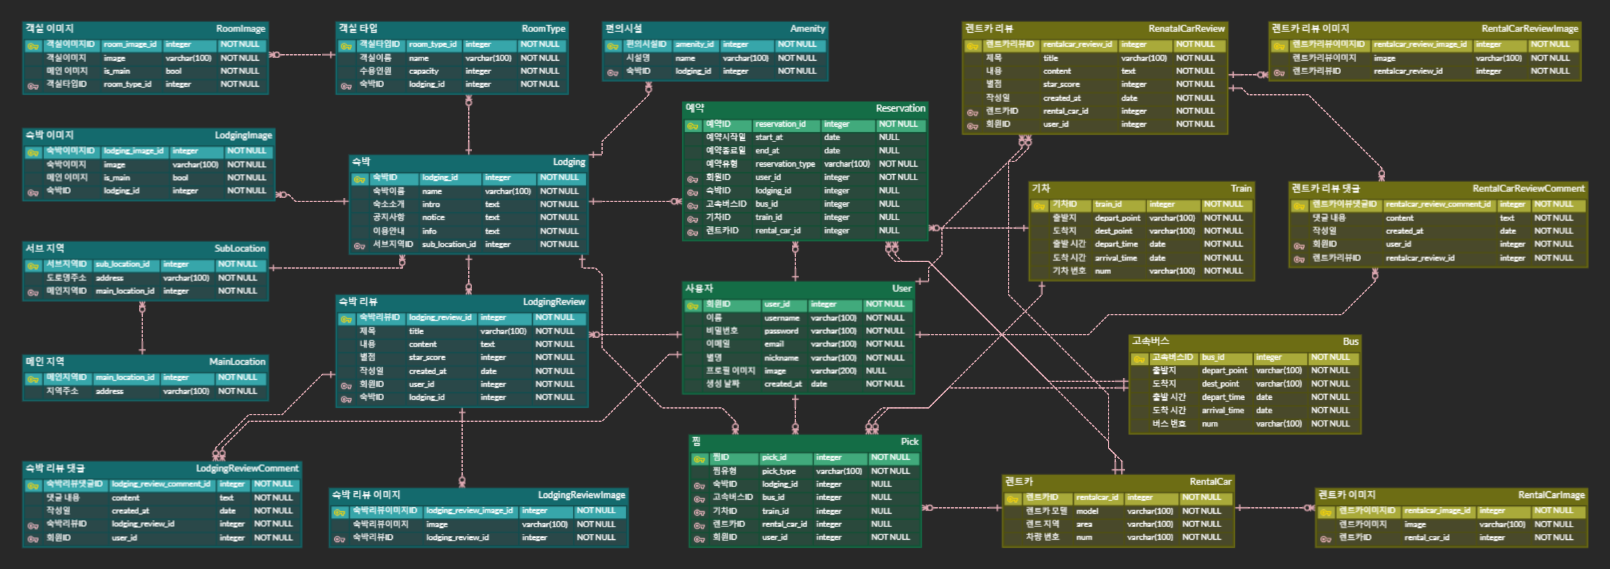 객실 이미지 RoomImage
객실이미지ID room_image_id integer NOT NULL
객실이미지 image varchar(100) NOT NULL
메인 이미지 is_main bool NOT NULL
객실타입ID room_type_id integer NOT NULL
객실 타입 RoomType
객실타입ID room_type_id integer NOT NULL
객실이름 name varchar(100) NOT NULL
수용인원 capacity integer NOT NULL
숙박ID lodging_id integer NOT NULL
편의시설 Amenity
편의시설ID amenity_id integer NOT NULL
시설명 name varchar(100) NOT NULL
숙박ID lodging_id integer NOT NULL
렌트카 리뷰 RenatalCarReview
렌트카리뷰ID rentalcar_review_id integer NOT NULL
제목 title varchar(100) NOT NULL
내용 content text NOT NULL
별점 star_score integer NOT NULL
작성일 created_at date NOT NULL
렌트카ID rental_car_id integer NOT NULL
회원ID user_id integer NOT NULL
렌트카 리뷰 이미지 RentalCarReviewImage
렌트카리뷰이미지ID rentalcar_review_image_id integer NOT NULL
렌트카리뷰이미지 image varchar(100) NOT NULL
렌트카리뷰ID rentalcar_review_id integer NOT NULL
숙박 이미지 LodgingImage
숙박이미지ID lodging_image_id integer NOT NULL
숙박이미지 image varchar(100) NOT NULL
메인 이미지 is_main bool NOT NULL
숙박ID lodging_id integer NOT NULL
숙박 Lodging
숙박ID lodging_id integer NOT NULL
숙박이름 name varchar(100) NOT NULL
숙소소개 intro text NOT NULL
공지사항 notice text NOT NULL
이용안내 info text NOT NULL
서브지역ID sub_location_id integer NOT NULL
예약 Reservation
예약ID reservation_id integer NOT NULL
예약시작일 start_at date NULL
예약종료일 end_at date NULL
예약유형 reservation_type varchar(100) NOT NULL
회원ID user_id integer NOT NULL
숙박ID lodging_id integer NULL
고속버스ID bus_id integer NULL
기차ID train_id integer NULL
렌트카ID rental_car_id integer NULL
기차 Train
기차ID train_id integer NOT NULL
출발지 depart_point varchar(100) NOT NULL
도착지 dest_point varchar(100) NOT NULL
출발 시간 depart_time date NOT NULL
도착 시간 arrival_time date NOT NULL
기차 번호 num varchar(100) NOT NULL
렌트카 리뷰 댓글 RentalCarReviewComment
렌트카이뷰댓글ID rentalcar_review_comment_id integer NOT NULL
댓글 내용 content text NOT NULL
작성일 created_at date NOT NULL
회원ID user_id integer NOT NULL
렌트카리뷰ID rentalcar_review_id integer NOT NULL
서브 지역 SubLocation
서브지역ID sub_location_id integer NOT NULL
도로명주소 address varchar(100) NOT NULL
메인지역ID main_location_id integer NOT NULL
숙박 리뷰 LodgingReview
숙박리뷰ID lodging_review_id integer NOT NULL
제목 title varchar(100) NOT NULL
내용 content text NOT NULL
별점 star_score integer NOT NULL
작성일 created_at date NOT NULL
회원ID user_id integer NOT NULL
숙박ID lodging_id integer NOT NULL
사용자 User
회원ID user_id integer NOT NULL
이름 username varchar(100) NOT NULL
비밀번호 password varchar(100) NOT NULL
이메일 email varchar(100) NOT NULL
별명 nickname varchar(100) NOT NULL
프로필 이미지 image varchar(200) NULL
생성 날짜 created_at date NOT NULL
고속버스 Bus
고속버스ID bus_id integer NOT NULL
출발지 depart_point varchar(100) NOT NULL
도착지 dest_point varchar(100) NOT NULL
출발 시간 depart_time date NOT NULL
도착 시간 arrival_time date NOT NULL
버스 번호 num varchar(100) NOT NULL
메인 지역 MainLocation
메인지역ID main_location_id integer NOT NULL
지역주소 address varchar(100) NOT NULL
숙박 리뷰 댓글 LodgingReviewComment
숙박리뷰댓글ID lodging_review_comment_id integer NOT NULL
댓글 내용 content text NOT NULL
작성일 created_at date NOT NULL
숙박리뷰ID lodging_review_id integer NOT NULL
회원ID user_id integer NOT NULL
숙박 리뷰 이미지 LodgingReviewImage
숙박리뷰이미지ID lodging_review_image_id integer NOT NULL
숙박리뷰이미지 image varchar(100) NOT NULL
숙박리뷰ID lodging_review_id integer NOT NULL
찜 Pick
찜ID pick_id integer NOT NULL
찜유형 pick_type varchar(100) NOT NULL
숙박ID lodging_id integer NULL
고속버스ID bus_id integer NULL
기차ID train_id integer NULL
렌트카ID rental_car_id integer NULL
회원ID user_id integer NOT NULL
렌트카 RentalCar
렌트카ID rentalcar_id integer NOT NULL
렌트카 모델 model varchar(100) NOT NULL
렌트 지역 area varchar(100) NOT NULL
차량 번호 num varchar(100) NOT NULL
렌트카 이미지 RentalCarImage
렌트카이미지ID rentalcar_image_id integer NOT NULL
렌트카이미지 image varchar(100) NOT NULL
렌트카ID rental_car_id integer NOT NULL